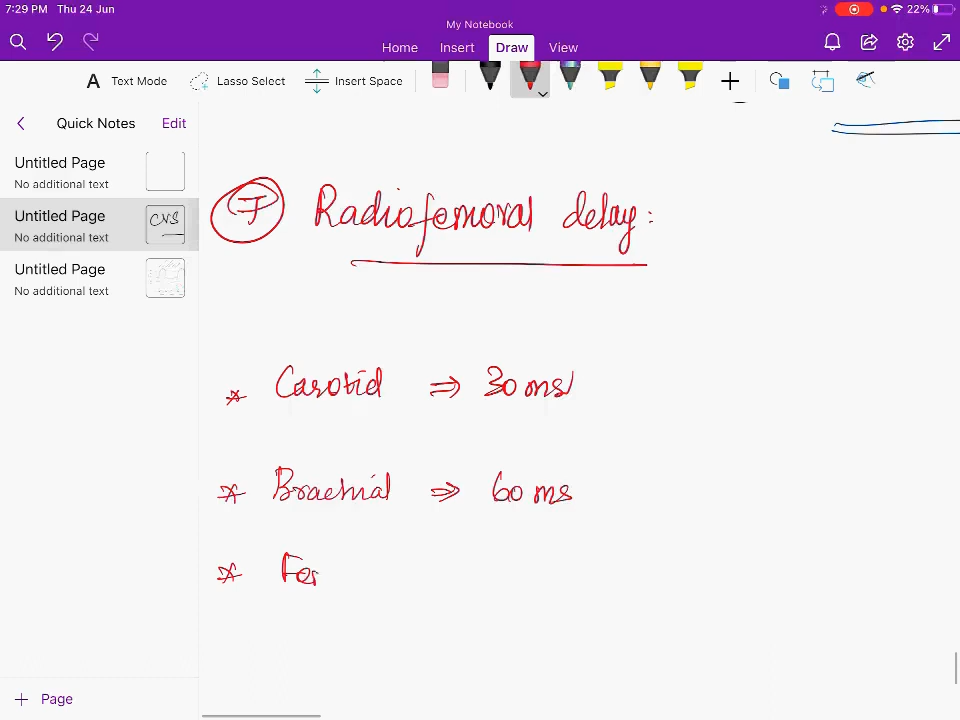 7:29 PM Thu 24 Jun
22%
My Notebook
Home Insert Draw View
Text Mode Lasso Select Insert Space
Quick Notes Edit
Untitled Page
No additional text
Untitled Page
No additional text
CNS
Untitled Page
No additional text
F Radiofemoral delay:
* Carotid ⇒ 30 ms
* Brachial ⇒ 60 ms
* Fe
+ Page